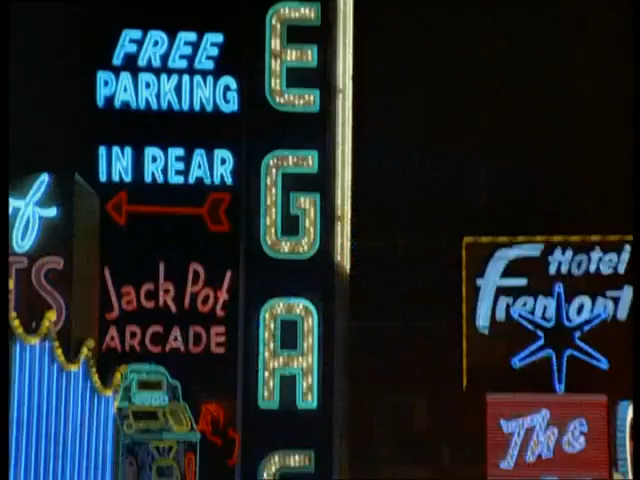 FREE
PARKING
IN REAR
Jack Pot
ARCADE
E
G
A
Hotel
Fremont
The